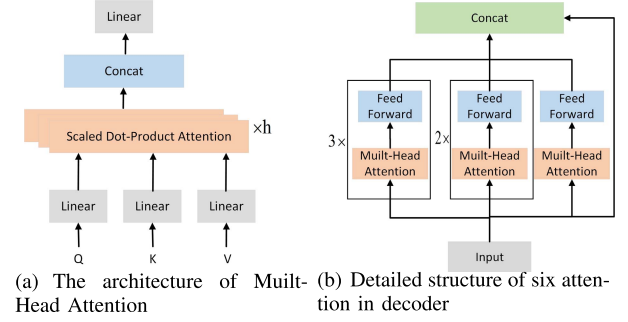 Linear
Concat
Scaled Dot-Product Attention
×h
Linear
Linear
Linear
Q
K
V
(a) The architecture of Muilt-
Head Attention
Concat
Feed
Forward
Feed
Forward
Feed
Forward
3×
2×
Muilt-Head
Attention
Muilt-Head
Attention
Muilt-Head
Attention
Input
(b) Detailed structure of six atten-
tion in decoder